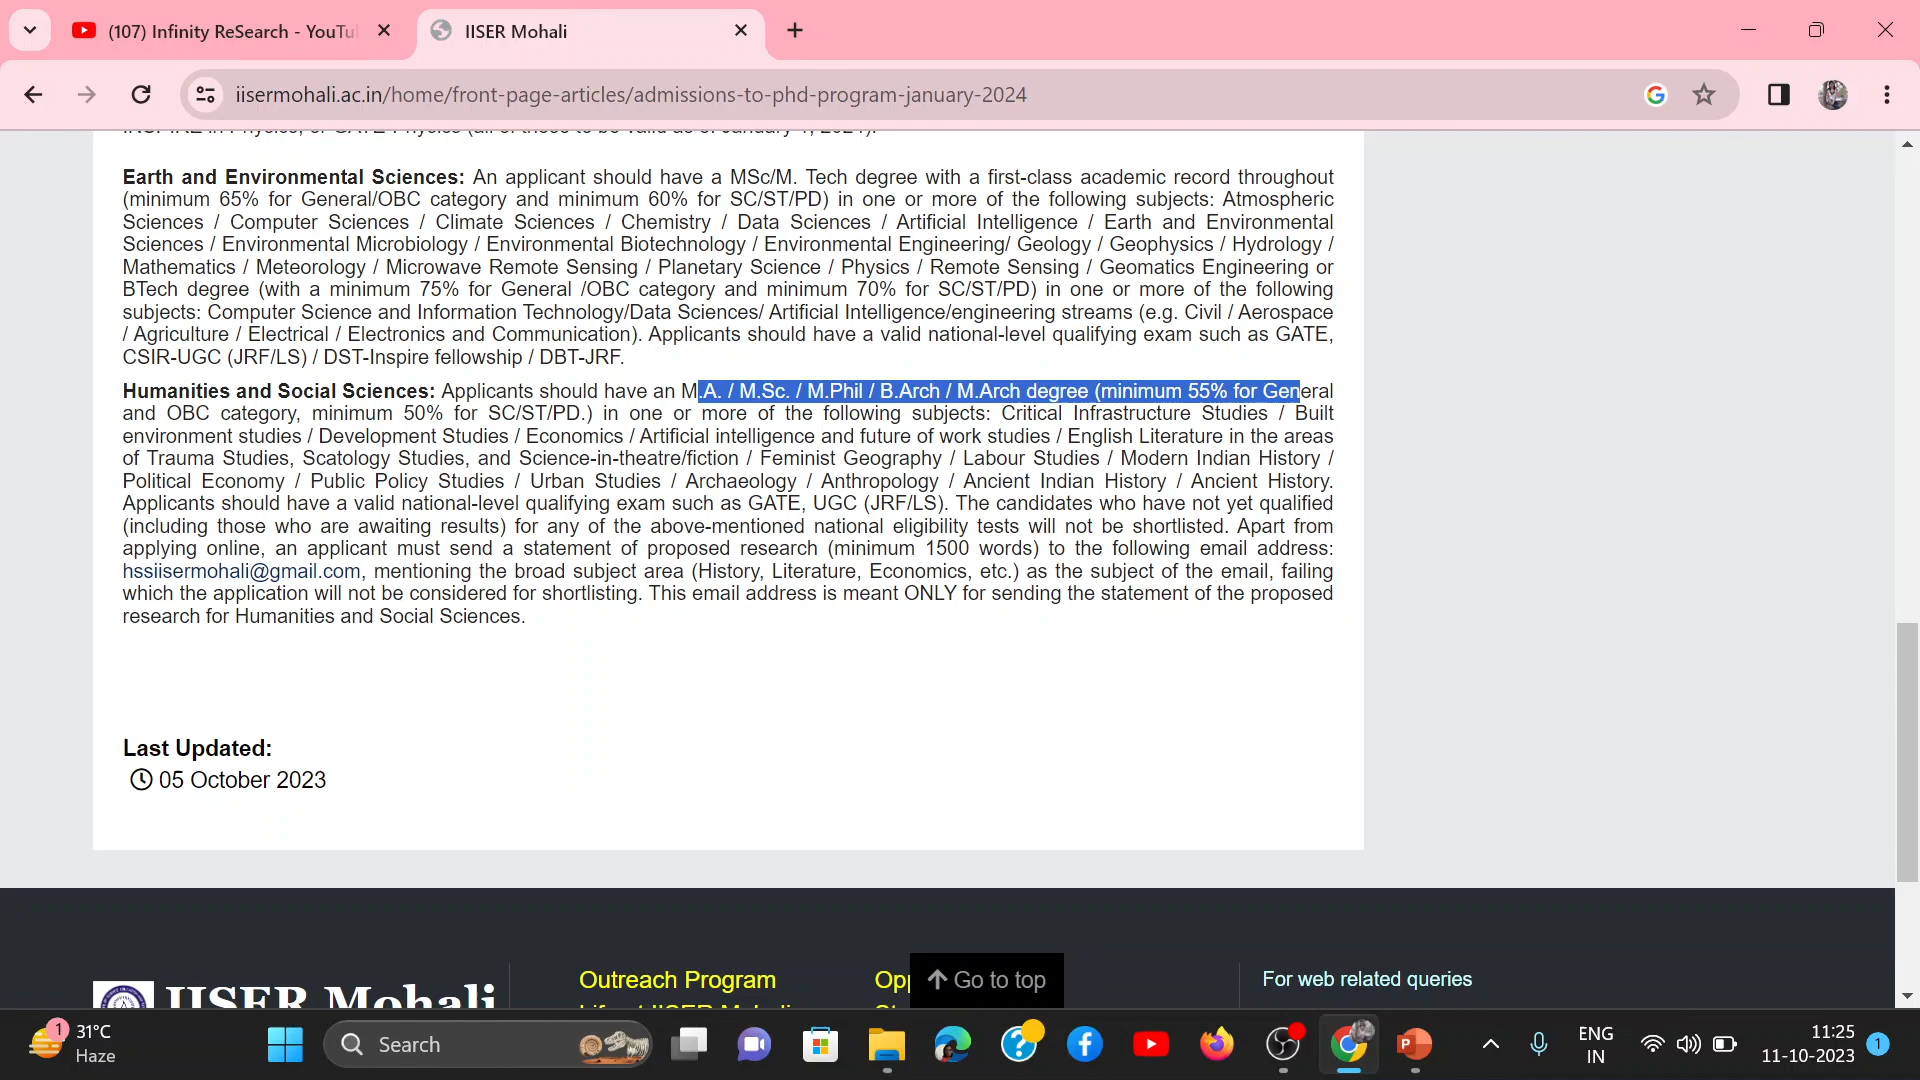 (107) Infinity ReSearch - YouTu
IISER Mohali
iisermohali.ac.in/home/front-page-articles/admissions-to-phd-program-january-2024
Earth and Environmental Sciences: An applicant should have a MSc/M. Tech degree with a first-class academic record throughout
(minimum 65% for General/OBC category and minimum 60% for SC/ST/PD) in one or more of the following subjects: Atmospheric
Sciences / Computer Sciences / Climate Sciences / Chemistry / Data Sciences / Artificial Intelligence / Earth and Environmental
Sciences / Environmental Microbiology / Environmental Biotechnology / Environmental Engineering/ Geology / Geophysics / Hydrology /
Mathematics / Meteorology / Microwave Remote Sensing / Planetary Science / Physics / Remote Sensing / Geomatics Engineering or
BTech degree (with a minimum 75% for General /OBC category and minimum 70% for SC/ST/PD) in one or more of the following
subjects: Computer Science and Information Technology/Data Sciences/ Artificial Intelligence/engineering streams (e.g. Civil / Aerospace
/ Agriculture / Electrical / Electronics and Communication). Applicants should have a valid national-level qualifying exam such as GATE,
CSIR-UGC (JRF/LS) / DST-Inspire fellowship / DBT-JRF.
Humanities and Social Sciences: Applicants should have an M.A. / M.Sc. / M.Phil / B.Arch / M.Arch degree (minimum 55% for General
and OBC category, minimum 50% for SC/ST/PD.) in one or more of the following subjects: Critical Infrastructure Studies / Built
environment studies / Development Studies / Economics / Artificial intelligence and future of work studies / English Literature in the areas
of Trauma Studies, Scatology Studies, and Science-in-theatre/fiction / Feminist Geography / Labour Studies / Modern Indian History /
Political Economy / Public Policy Studies / Urban Studies / Archaeology / Anthropology / Ancient Indian History / Ancient History.
Applicants should have a valid national-level qualifying exam such as GATE, UGC (JRF/LS). The candidates who have not yet qualified
(including those who are awaiting results) for any of the above-mentioned national eligibility tests will not be shortlisted. Apart from
applying online, an applicant must send a statement of proposed research (minimum 1500 words) to the following email address:
hssiisermohali@gmail.com, mentioning the broad subject area (History, Literature, Economics, etc.) as the subject of the email, failing
which the application will not be considered for shortlisting. This email address is meant ONLY for sending the statement of the proposed
research for Humanities and Social Sciences.
Last Updated:
05 October 2023
IISER Mohali
Outreach Program
Opp
Go to top
For web related queries
1
31°C
Haze
Search
ENG
IN
11:25
11-10-2023
1